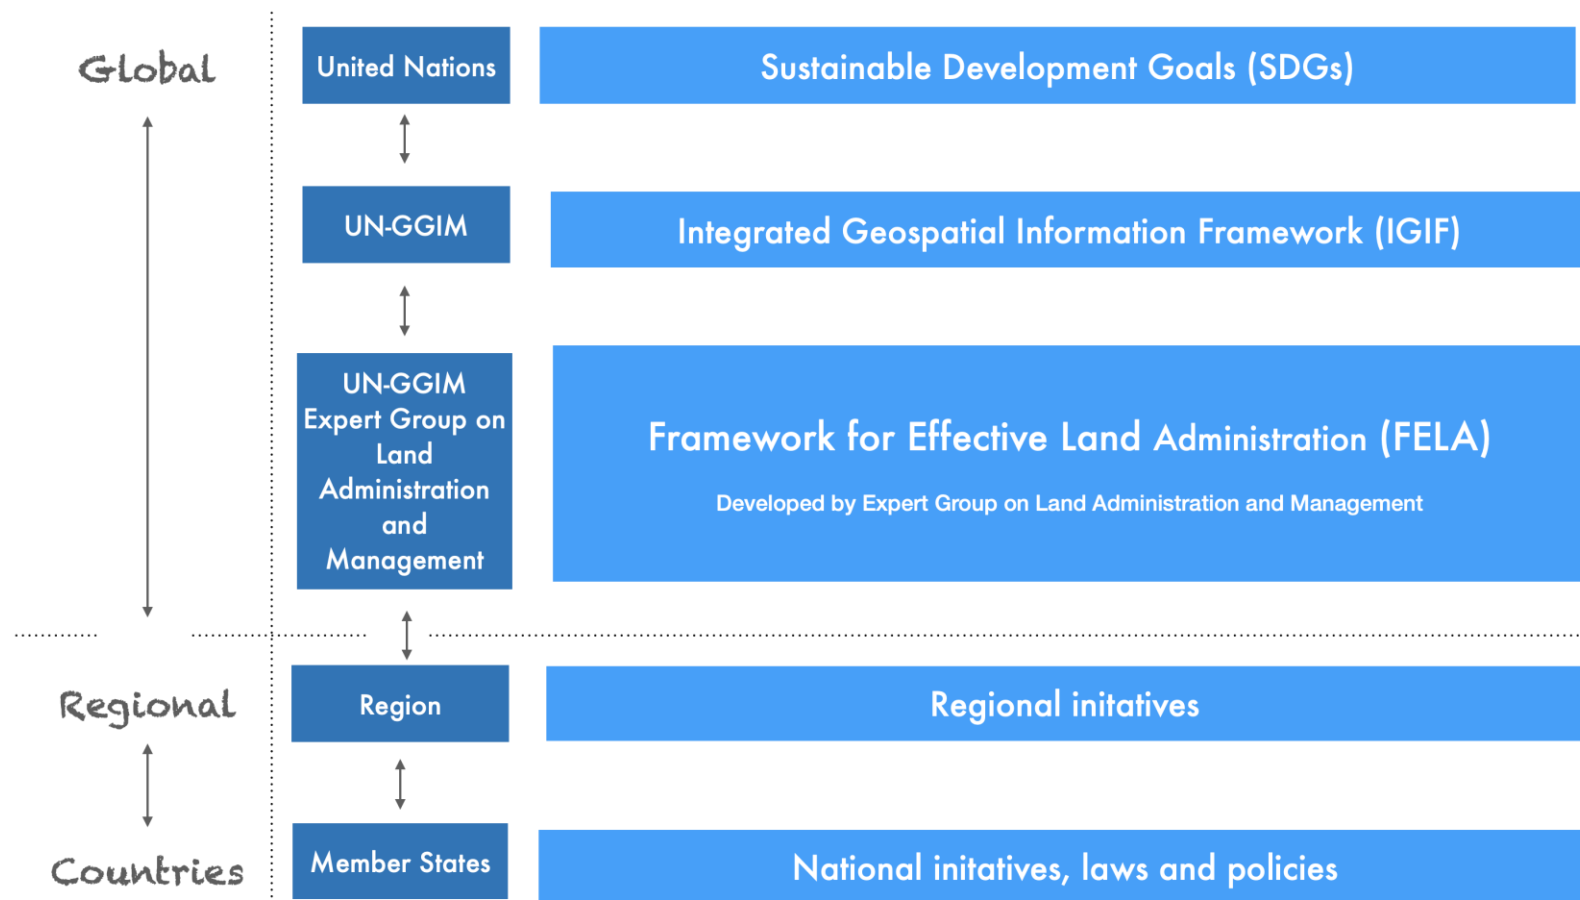 Global
United Nations
Sustainable Development Goals (SDGs)
UN-GGIM
Integrated Geospatial Information Framework (IGIF)
UN-GGIM
Expert Group on
Land
Administration
and
Management
Framework for Effective Land Administration (FELA)
Developed by Expert Group on Land Administration and Management
Regional
Region
Regional initatives
Countries
Member States
National initatives, laws and policies